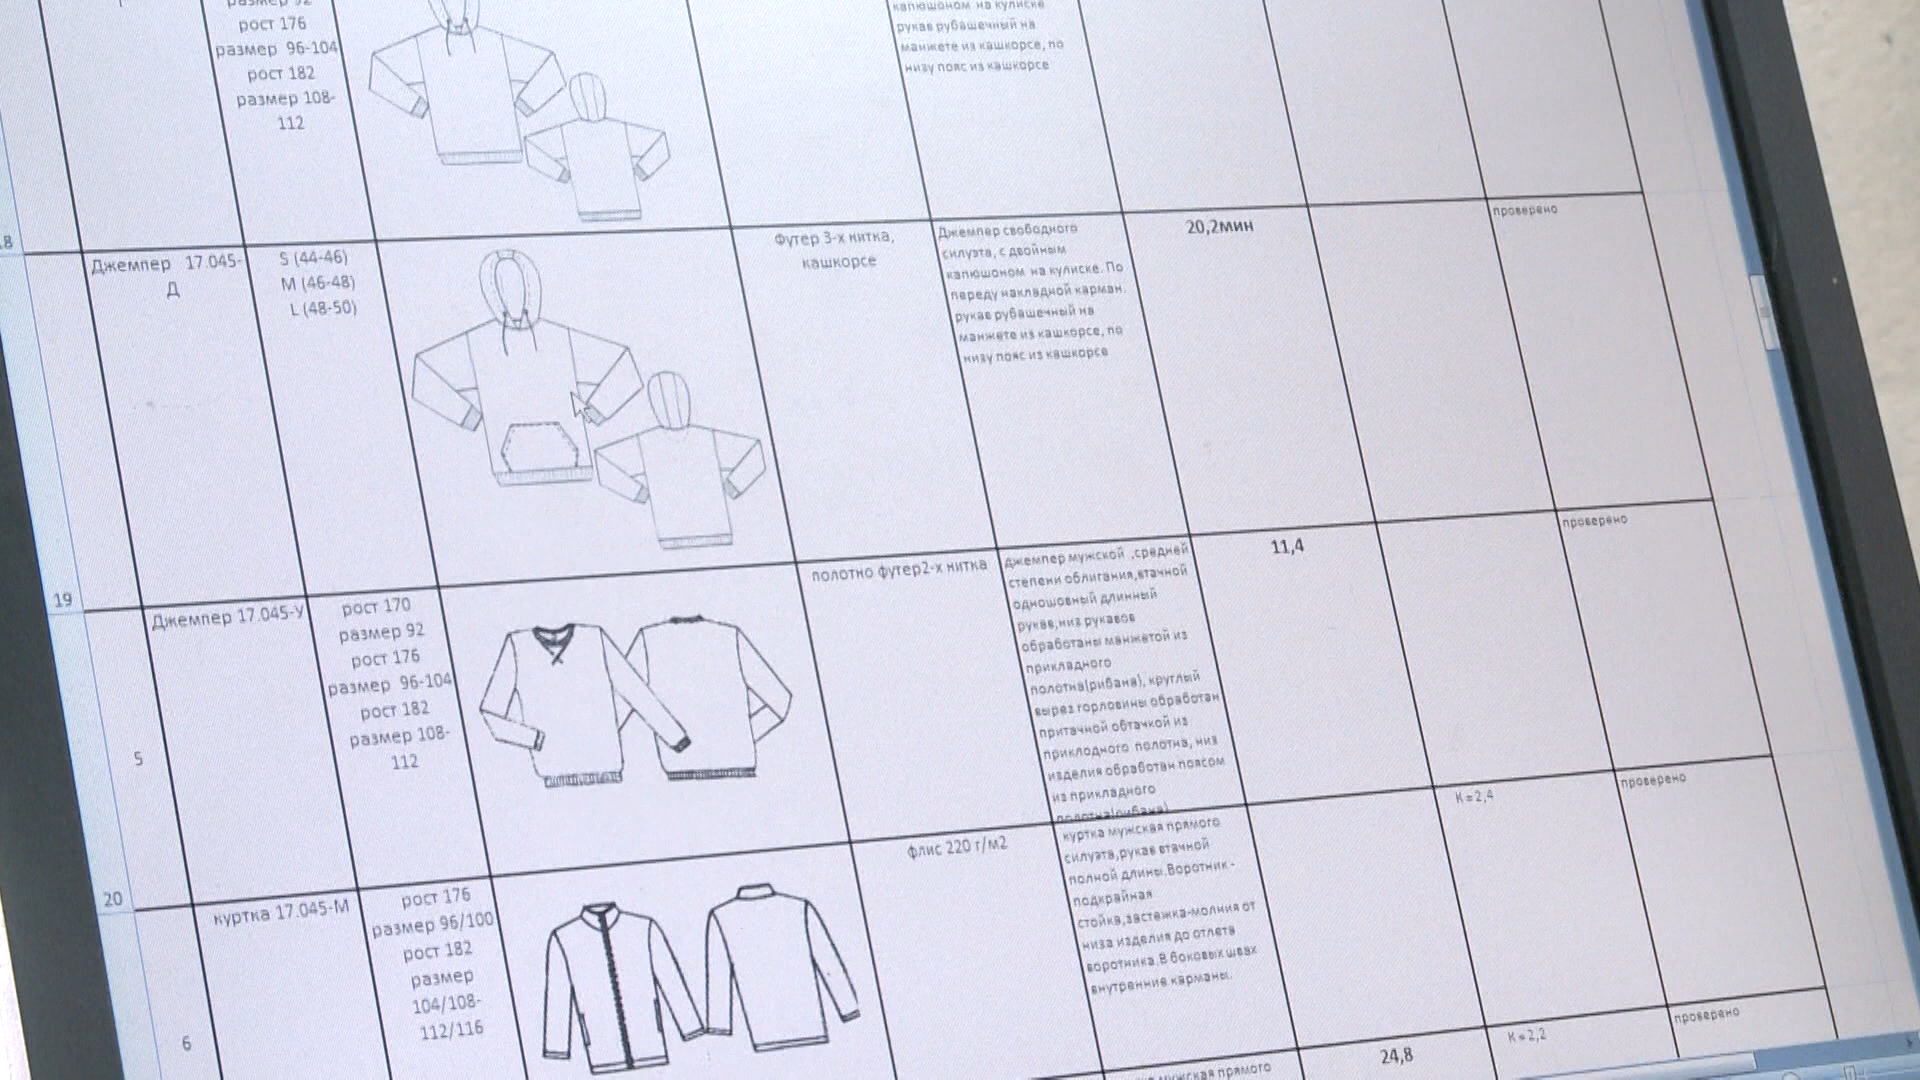 рост 176
размер 96-104
рост 182
размер 108-
112
капюшоном на кулиске
рукав рубашечный на
манжете из кашкорсе, по
низу пояс из кашкорсе
Джемпер 17.045-
Д
S (44-46)
M (46-48)
L (48-50)
Футер 3-х нитка,
кашкорсе
Джемпер свободного
силуэта, с двойным
капюшоном на кулиске. По
переду накладной карман.
рукав рубашечный на
манжете из кашкорсе, по
низу пояс из кашкорсе
20,2мин
проверено
19
5
Джемпер 17.045-У
рост 170
размер 92
рост 176
размер 96-104
рост 182
размер 108-
112
полотно футер2-х нитка
джемпер мужской ,средней
степени облигания,втачной
одношовный длинный
рукав,низ рукавов
обработаны манжетой из
прикладного
полотна(рибана), круглый
вырез горловины обработан
притачной обтачкой из
прикподного полотна, низ
изделия обработан поясом
из прикладного
полотна(рибана)
11,4
проверено
20
6
куртка 17.045-М
рост 176
размер 96/100
рост 182
размер
104/108-
112/116
флис 220 г/м2
куртка мужская прямого
силуэта,рукав втачной
полной длины.Воротник -
подкрайная
стойка,застежка-молния от
низа изделия до отлета
воротника.В боковых швах
внутренние карманы.
К=2,4
проверено
мужская прямого
24,8
К=2,2
проверено